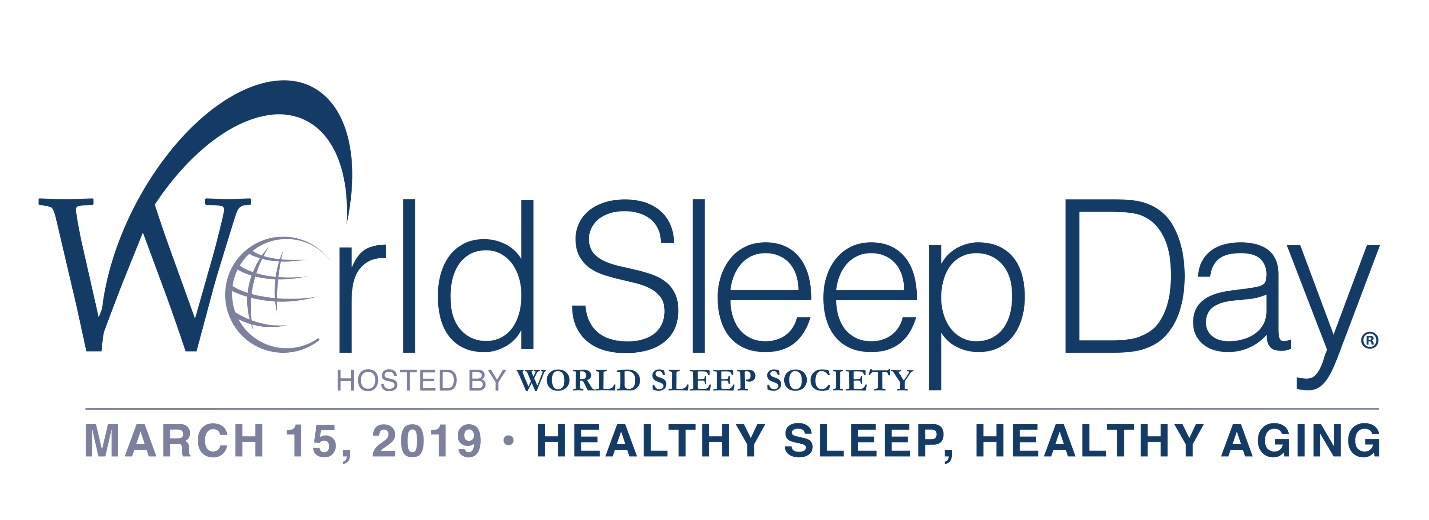 World Sleep Day®
HOSTED BY WORLD SLEEP SOCIETY
MARCH 15, 2019 • HEALTHY SLEEP, HEALTHY AGING